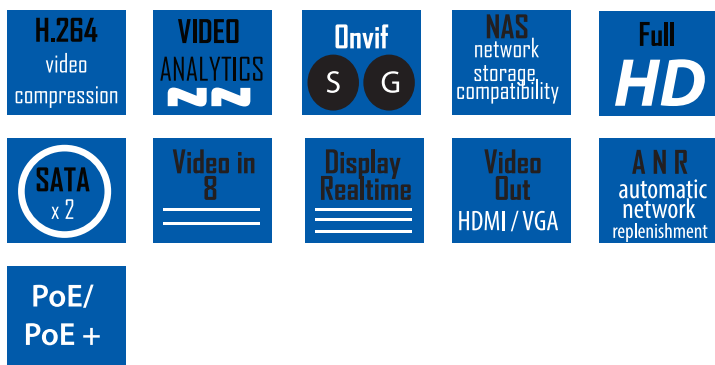 H.264
video
compression
VIDEO
ANALYTICS
NN
Onvif
S G
NAS
network
storage
compatibility
Full
HD
SATA
x 2
Video in
8
Display
Realtime
Video
Out
HDMI / VGA
A N R
automatic
network
replenishment
PoE/
PoE +